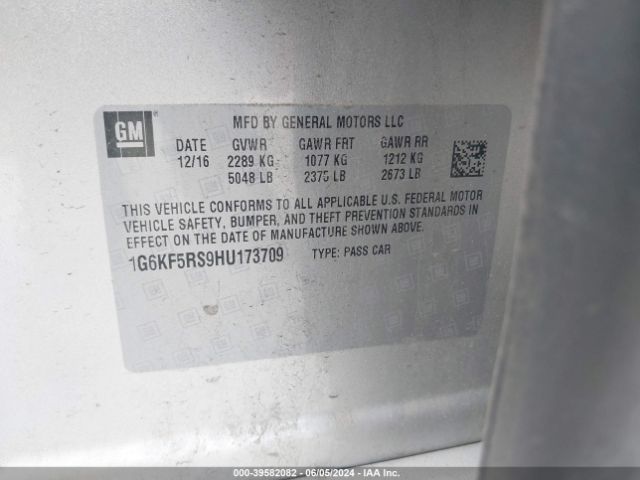 GM
MFD BY GENERAL MOTORS LLC
DATE GVWR GAWR FRT GAWR RR
12/16 2289 KG 1077 KG 1212 KG
5048 LB 2375 LB 2673 LB
THIS VEHICLE CONFORMS TO ALL APPLICABLE U.S. FEDERAL MOTOR
VEHICLE SAFETY, BUMPER, AND THEFT PREVENTION STANDARDS IN
EFFECT ON THE DATE OF MANUFACTURE SHOWN ABOVE.
1G6KF5RS9HU173709 TYPE: PASS CAR
000-39582082 - 06/05/2024 - IAA Inc.